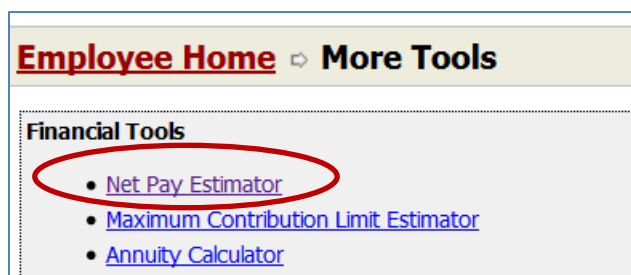 Employee Home ⇨ More Tools
Financial Tools
• Net Pay Estimator
• Maximum Contribution Limit Estimator
• Annuity Calculator